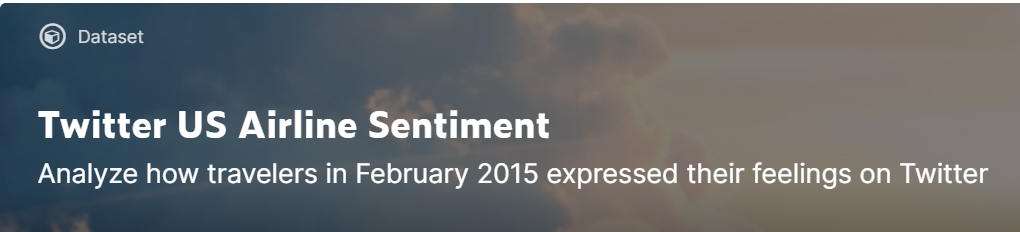 Dataset
Twitter US Airline Sentiment
Analyze how travelers in February 2015 expressed their feelings on Twitter